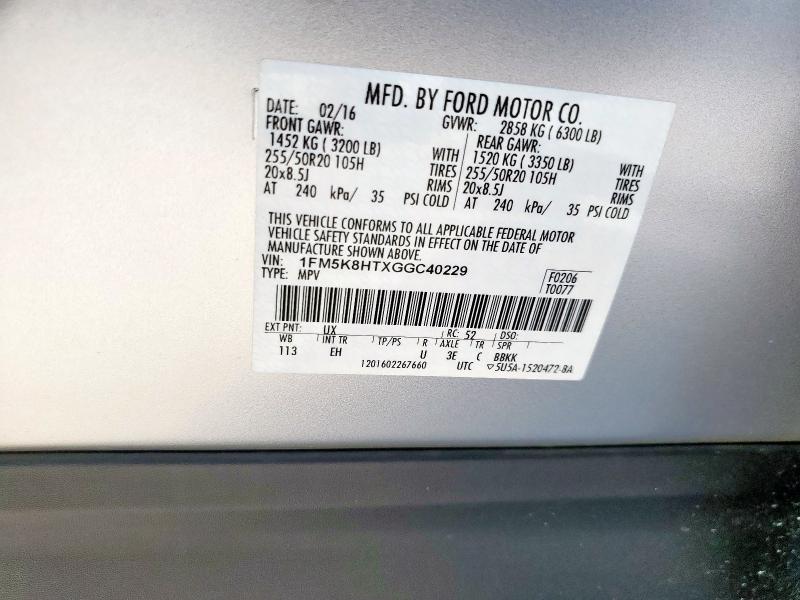 MFD. BY FORD MOTOR CO.
DATE: 02/16 GVWR: 2858 KG ( 6300 LB)
FRONT GAWR: REAR GAWR:
1452 KG ( 3200 LB) WITH 1520 KG ( 3350 LB) WITH
255/50R20 105H TIRES 255/50R20 105H TIRES
20x8.5J RIMS 20x8.5J RIMS
AT 240 kPa/ 35 PSI COLD AT 240 kPa/ 35 PSI COLD
THIS VEHICLE CONFORMS TO ALL APPLICABLE FEDERAL MOTOR
VEHICLE SAFETY STANDARDS IN EFFECT ON THE DATE OF
MANUFACTURE SHOWN ABOVE.
VIN: 1FM5K8HTXGGC40229 F0206
TYPE: MPV T0077
EXT PNT: UX RC: 52 DSO:
WB INT TR TP/PS R AXLE TR SPR
113 EH U 3E C BBKK
1201602267660 UTC ▽5U5A-1520472-BA